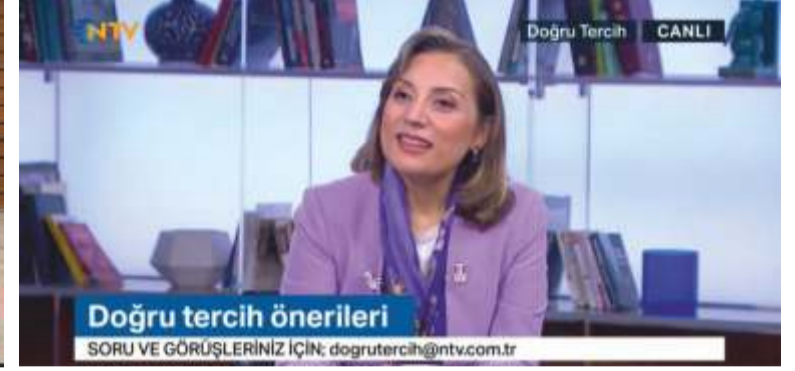 NTV
Doğru Tercih CANLI
Doğru tercih önerileri
SORU VE GÖRÜŞLERİNİZ İÇİN; dogrutercih@ntv.com.tr